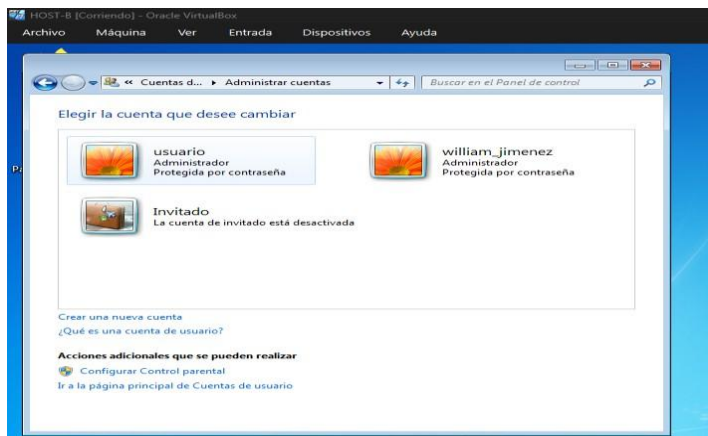 HOST-B [Corriendo] - Oracle VirtualBox
Archivo Máquina Ver Entrada Dispositivos Ayuda
« Cuentas d... Administrar cuentas Buscar en el Panel de control
Elegir la cuenta que desee cambiar
usuario
Administrador
Protegida por contraseña
william_jimenez
Administrador
Protegida por contraseña
Invitado
La cuenta de invitado está desactivada
Crear una nueva cuenta
¿Qué es una cuenta de usuario?
Acciones adicionales que se pueden realizar
Configurar Control parental
Ir a la página principal de Cuentas de usuario